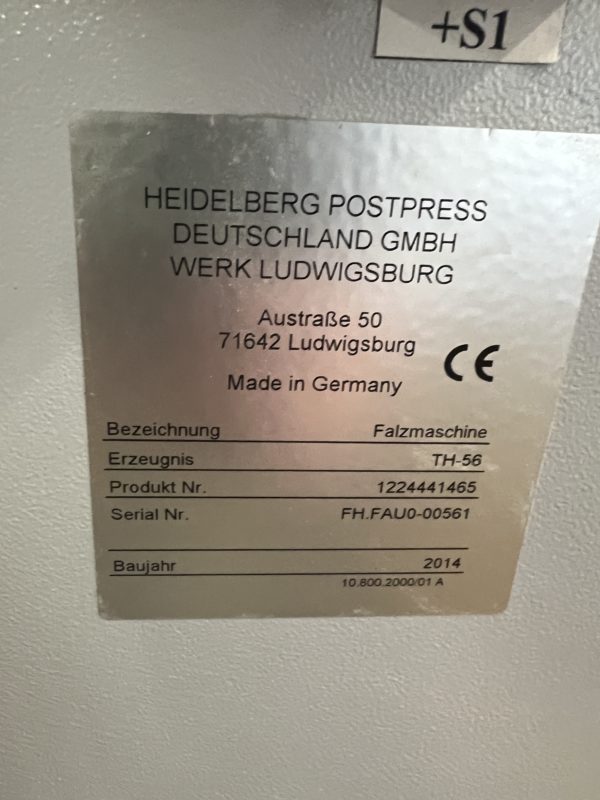 +S1
HEIDELBERG POSTPRESS
DEUTSCHLAND GMBH
WERK LUDWIGSBURG
Austraße 50
71642 Ludwigsburg
CE
Made in Germany
Bezeichnung Falzmaschine
Erzeugnis TH-56
Produkt Nr. 1224441465
Serial Nr. FH.FAU0-00561
Baujahr 2014
10.800.2000/01 A